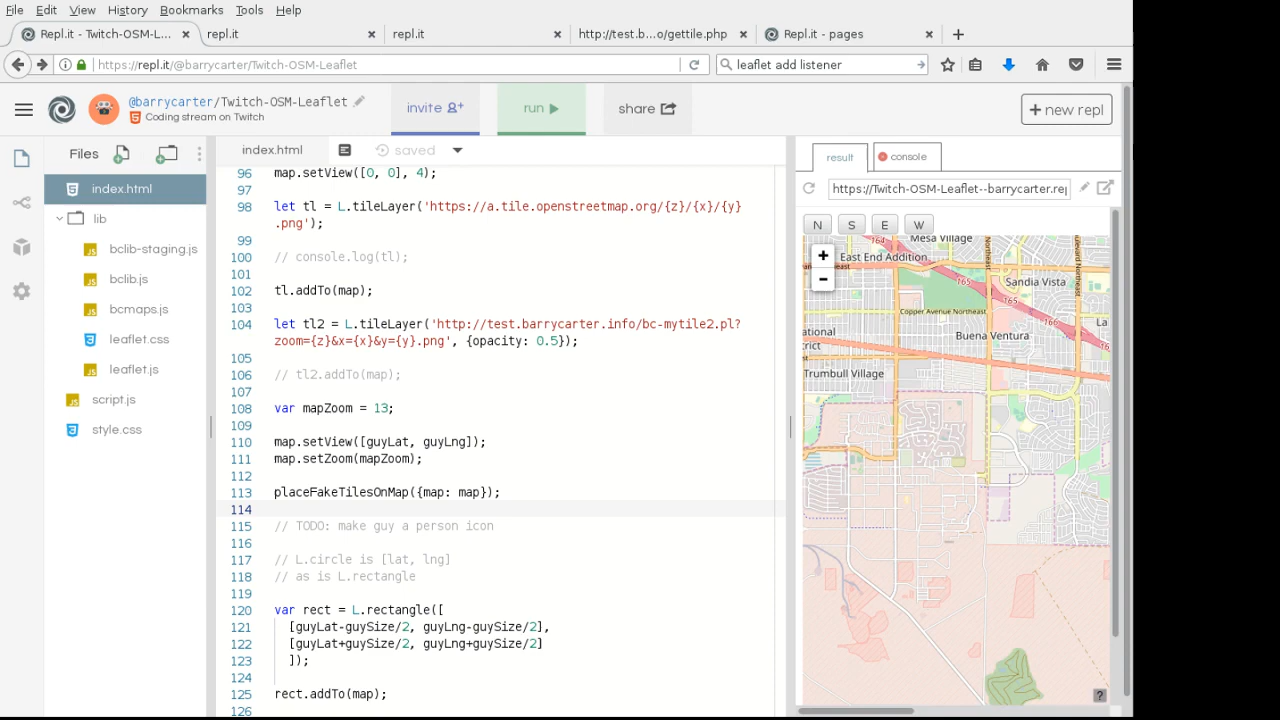 File Edit View History Bookmarks Tools Help
Repl.it - Twitch-OSM-L... × repl.it × repl.it × http://test.b...o/gettile.php × Repl.it - pages × +
https://repl.it/@barrycarter/Twitch-OSM-Leaflet
leaflet add listener
@barrycarter/Twitch-OSM-Leaflet
Coding stream on Twitch
invite
run
share
+ new repl
Files
index.html
lib
bclib-staging.js
bclib.js
bcmaps.js
leaflet.css
leaflet.js
script.js
style.css
index.html
saved
96 map.setView([0, 0], 4);
97
98 let tl = L.tileLayer('https://a.tile.openstreetmap.org/{z}/{x}/{y}
.png');
99
100 // console.log(tl);
101
102 tl.addTo(map);
103
104 let tl2 = L.tileLayer('http://test.barrycarter.info/bc-mytile2.pl?
zoom={z}&x={x}&y={y}.png', {opacity: 0.5});
105
106 // tl2.addTo(map);
107
108 var mapZoom = 13;
109
110 map.setView([guyLat, guyLng]);
111 map.setZoom(mapZoom);
112
113 placeFakeTilesOnMap({map: map});
114
115 // TODO: make guy a person icon
116
117 // L.circle is [lat, lng]
118 // as is L.rectangle
119
120 var rect = L.rectangle([
121 [guyLat-guySize/2, guyLng-guySize/2],
122 [guyLat+guySize/2, guyLng+guySize/2]
123 ]);
124
125 rect.addTo(map);
126
result
console
https://Twitch-OSM-Leaflet--barrycarter.rep
N S E W
+
−
164
Mesa Village
East End Addition
165
Sandia Vista
Copper Avenue Northeast
165
166
La
ational
trict
Buena Ventura
Trumbull Village
?